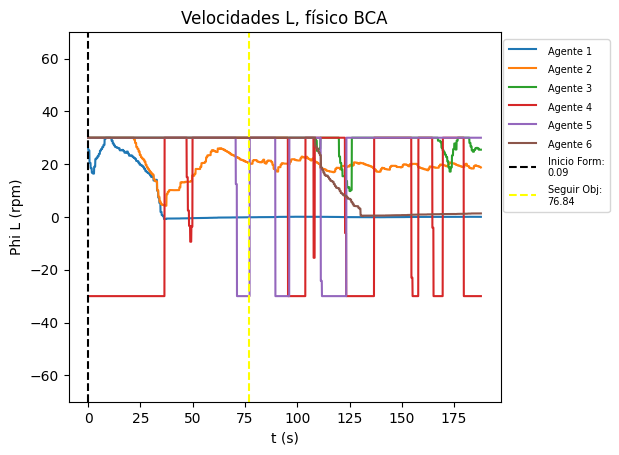 Velocidades L, físico BCA
Phi L (rpm)
60
40
20
0
−20
−40
−60
0
25
50
75
100
125
150
175
t (s)
Agente 1
Agente 2
Agente 3
Agente 4
Agente 5
Agente 6
Inicio Form:
0.09
Seguir Obj:
76.84